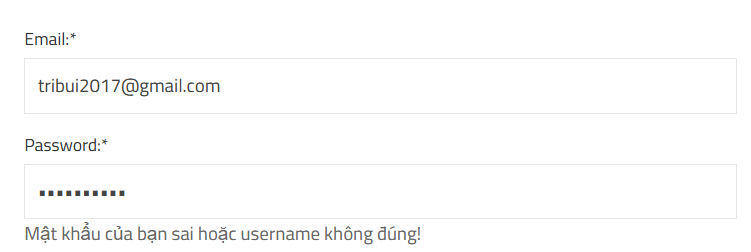 Email:*
tribui2017@gmail.com
Password:*
••••••••••
Mật khẩu của bạn sai hoặc username không đúng!